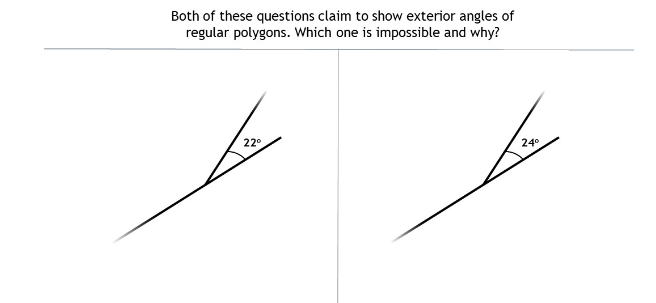 Both of these questions claim to show exterior angles of
regular polygons. Which one is impossible and why?
22°
24°